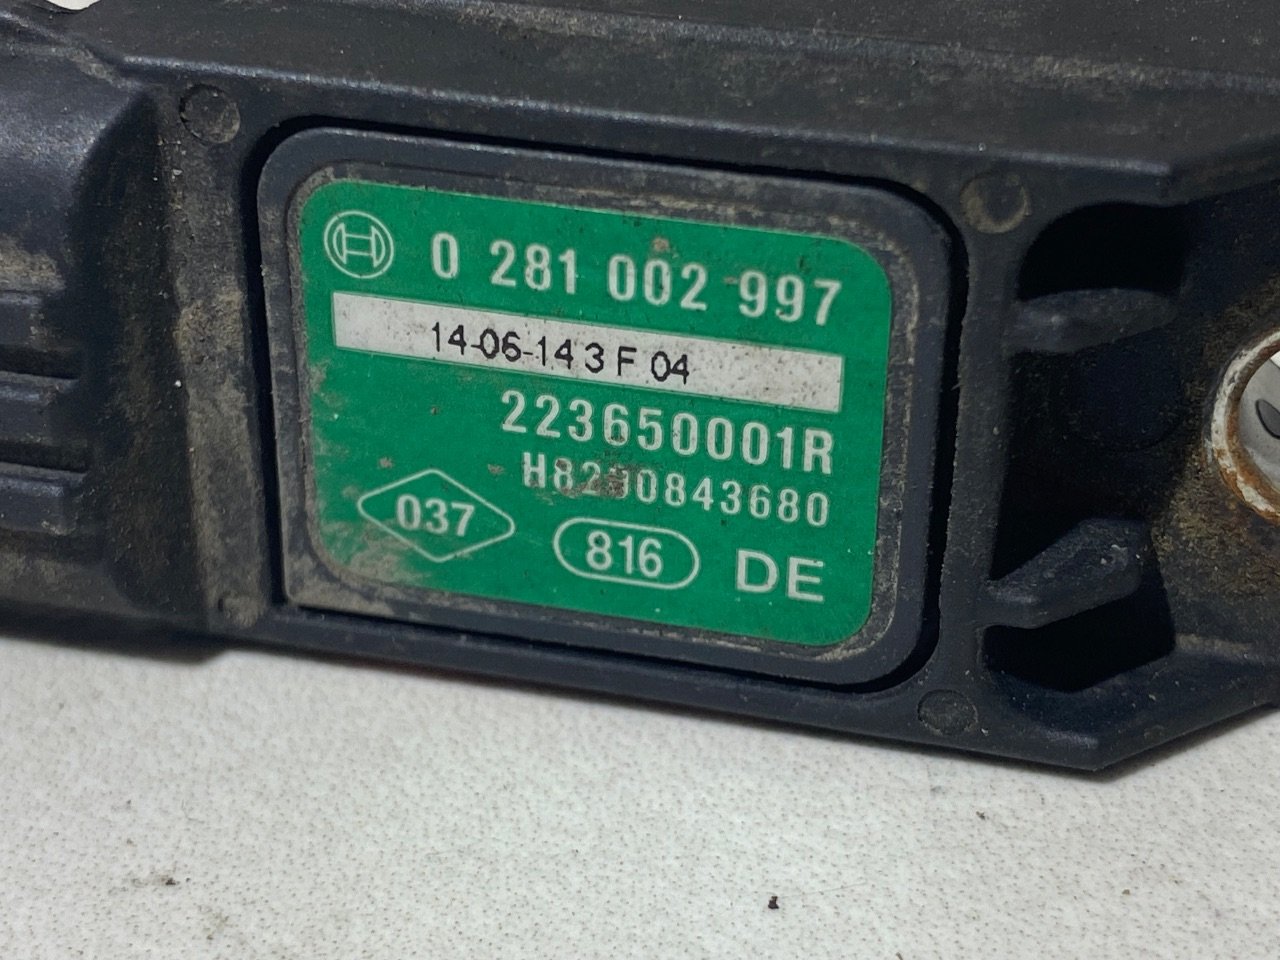 0 281 002 997
14-06-14 3 F 04
223650001R
H8200843680
037
816 DE